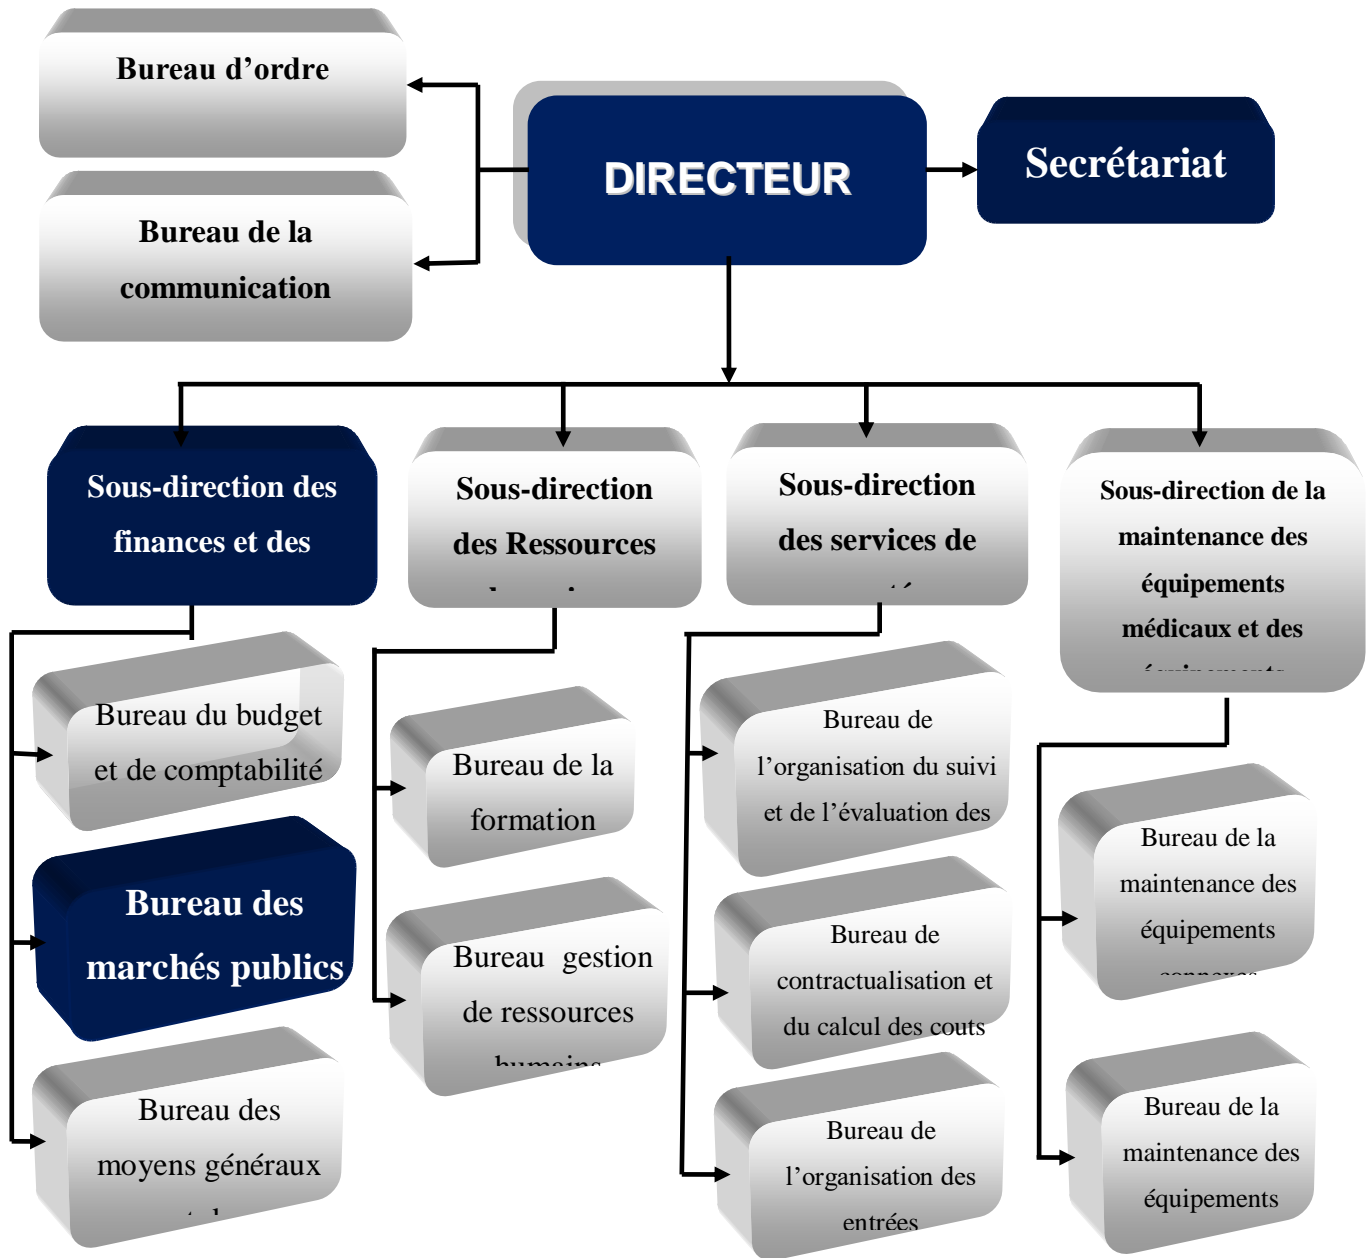 Bureau d’ordre
Bureau de la
communication
DIRECTEUR
Secrétariat
Sous-direction des
finances et des
Sous-direction
des Ressources
Sous-direction
des services de
Sous-direction de la
maintenance des
équipements
médicaux et des
équipements
Bureau du budget
et de comptabilité
Bureau des
marchés publics
Bureau des
moyens généraux
Bureau de la
formation
Bureau gestion
de ressources
humains
Bureau de
l’organisation du suivi
et de l’évaluation des
Bureau de
contractualisation et
du calcul des couts
Bureau de
l’organisation des
entrées
Bureau de la
maintenance des
équipements
connexes
Bureau de la
maintenance des
équipements